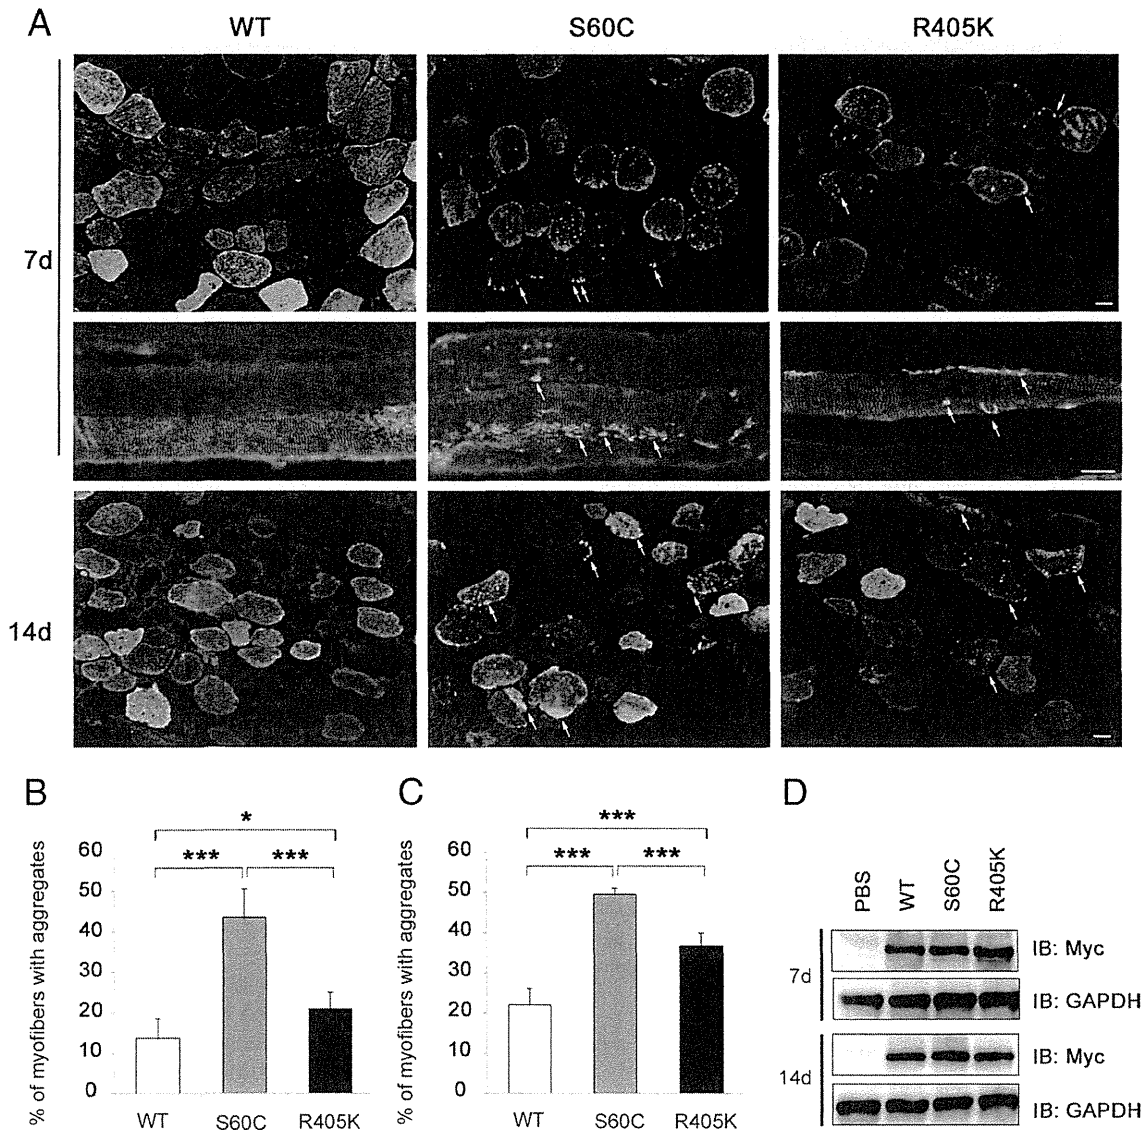 A
WT S60C R405K
7d
14d
B
% of myofibers with aggregates
60
50
40
30
20
10
0
*
*** ***
WT S60C R405K
C
% of myofibers with aggregates
60
50
40
30
20
10
0
***
*** ***
WT S60C R405K
D
PBS WT S60C R405K
7d
IB: Myc
IB: GAPDH
14d
IB: Myc
IB: GAPDH